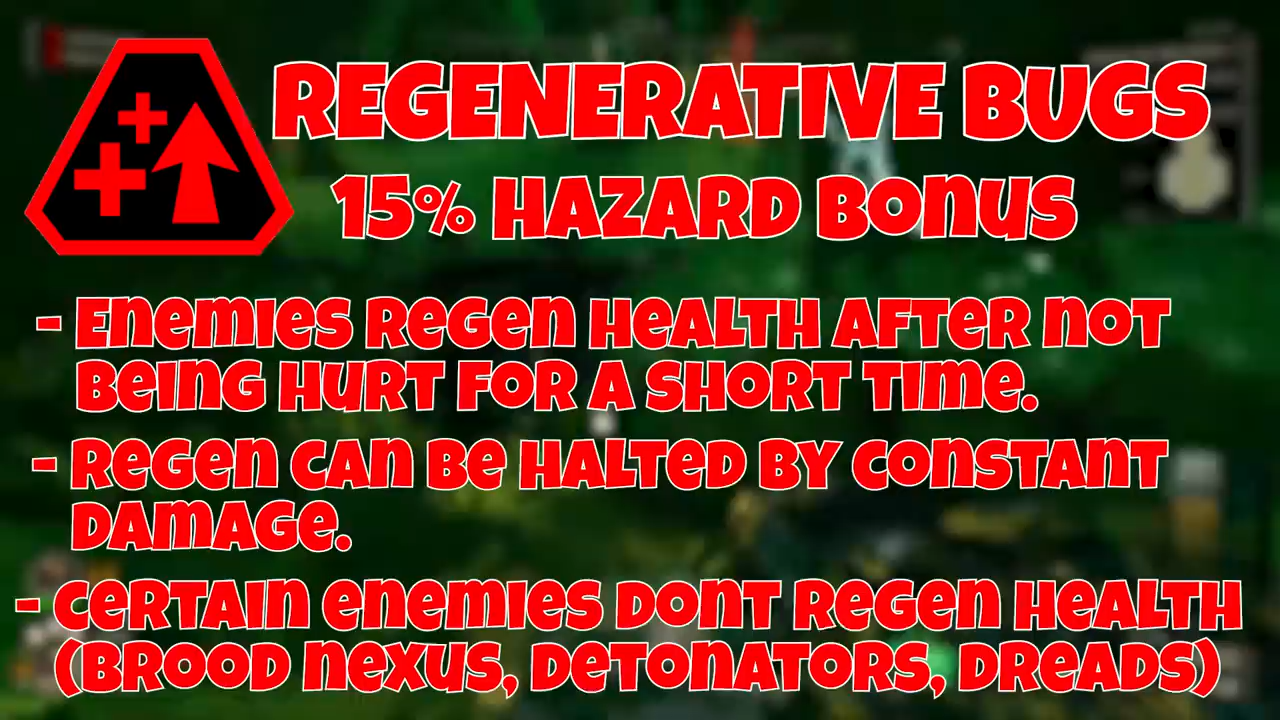 REGENERATIVE BUGS
15% HAZARD BONUS
- ENEMIES REGEN HEALTH AFTER NOT
BEING HURT FOR A SHORT TIME.
- REGEN CAN BE HALTED BY CONSTANT
DAMAGE.
- CERTAIN ENEMIES DONT REGEN HEALTH
(BROOD NEXUS, DETONATORS, DREADS)